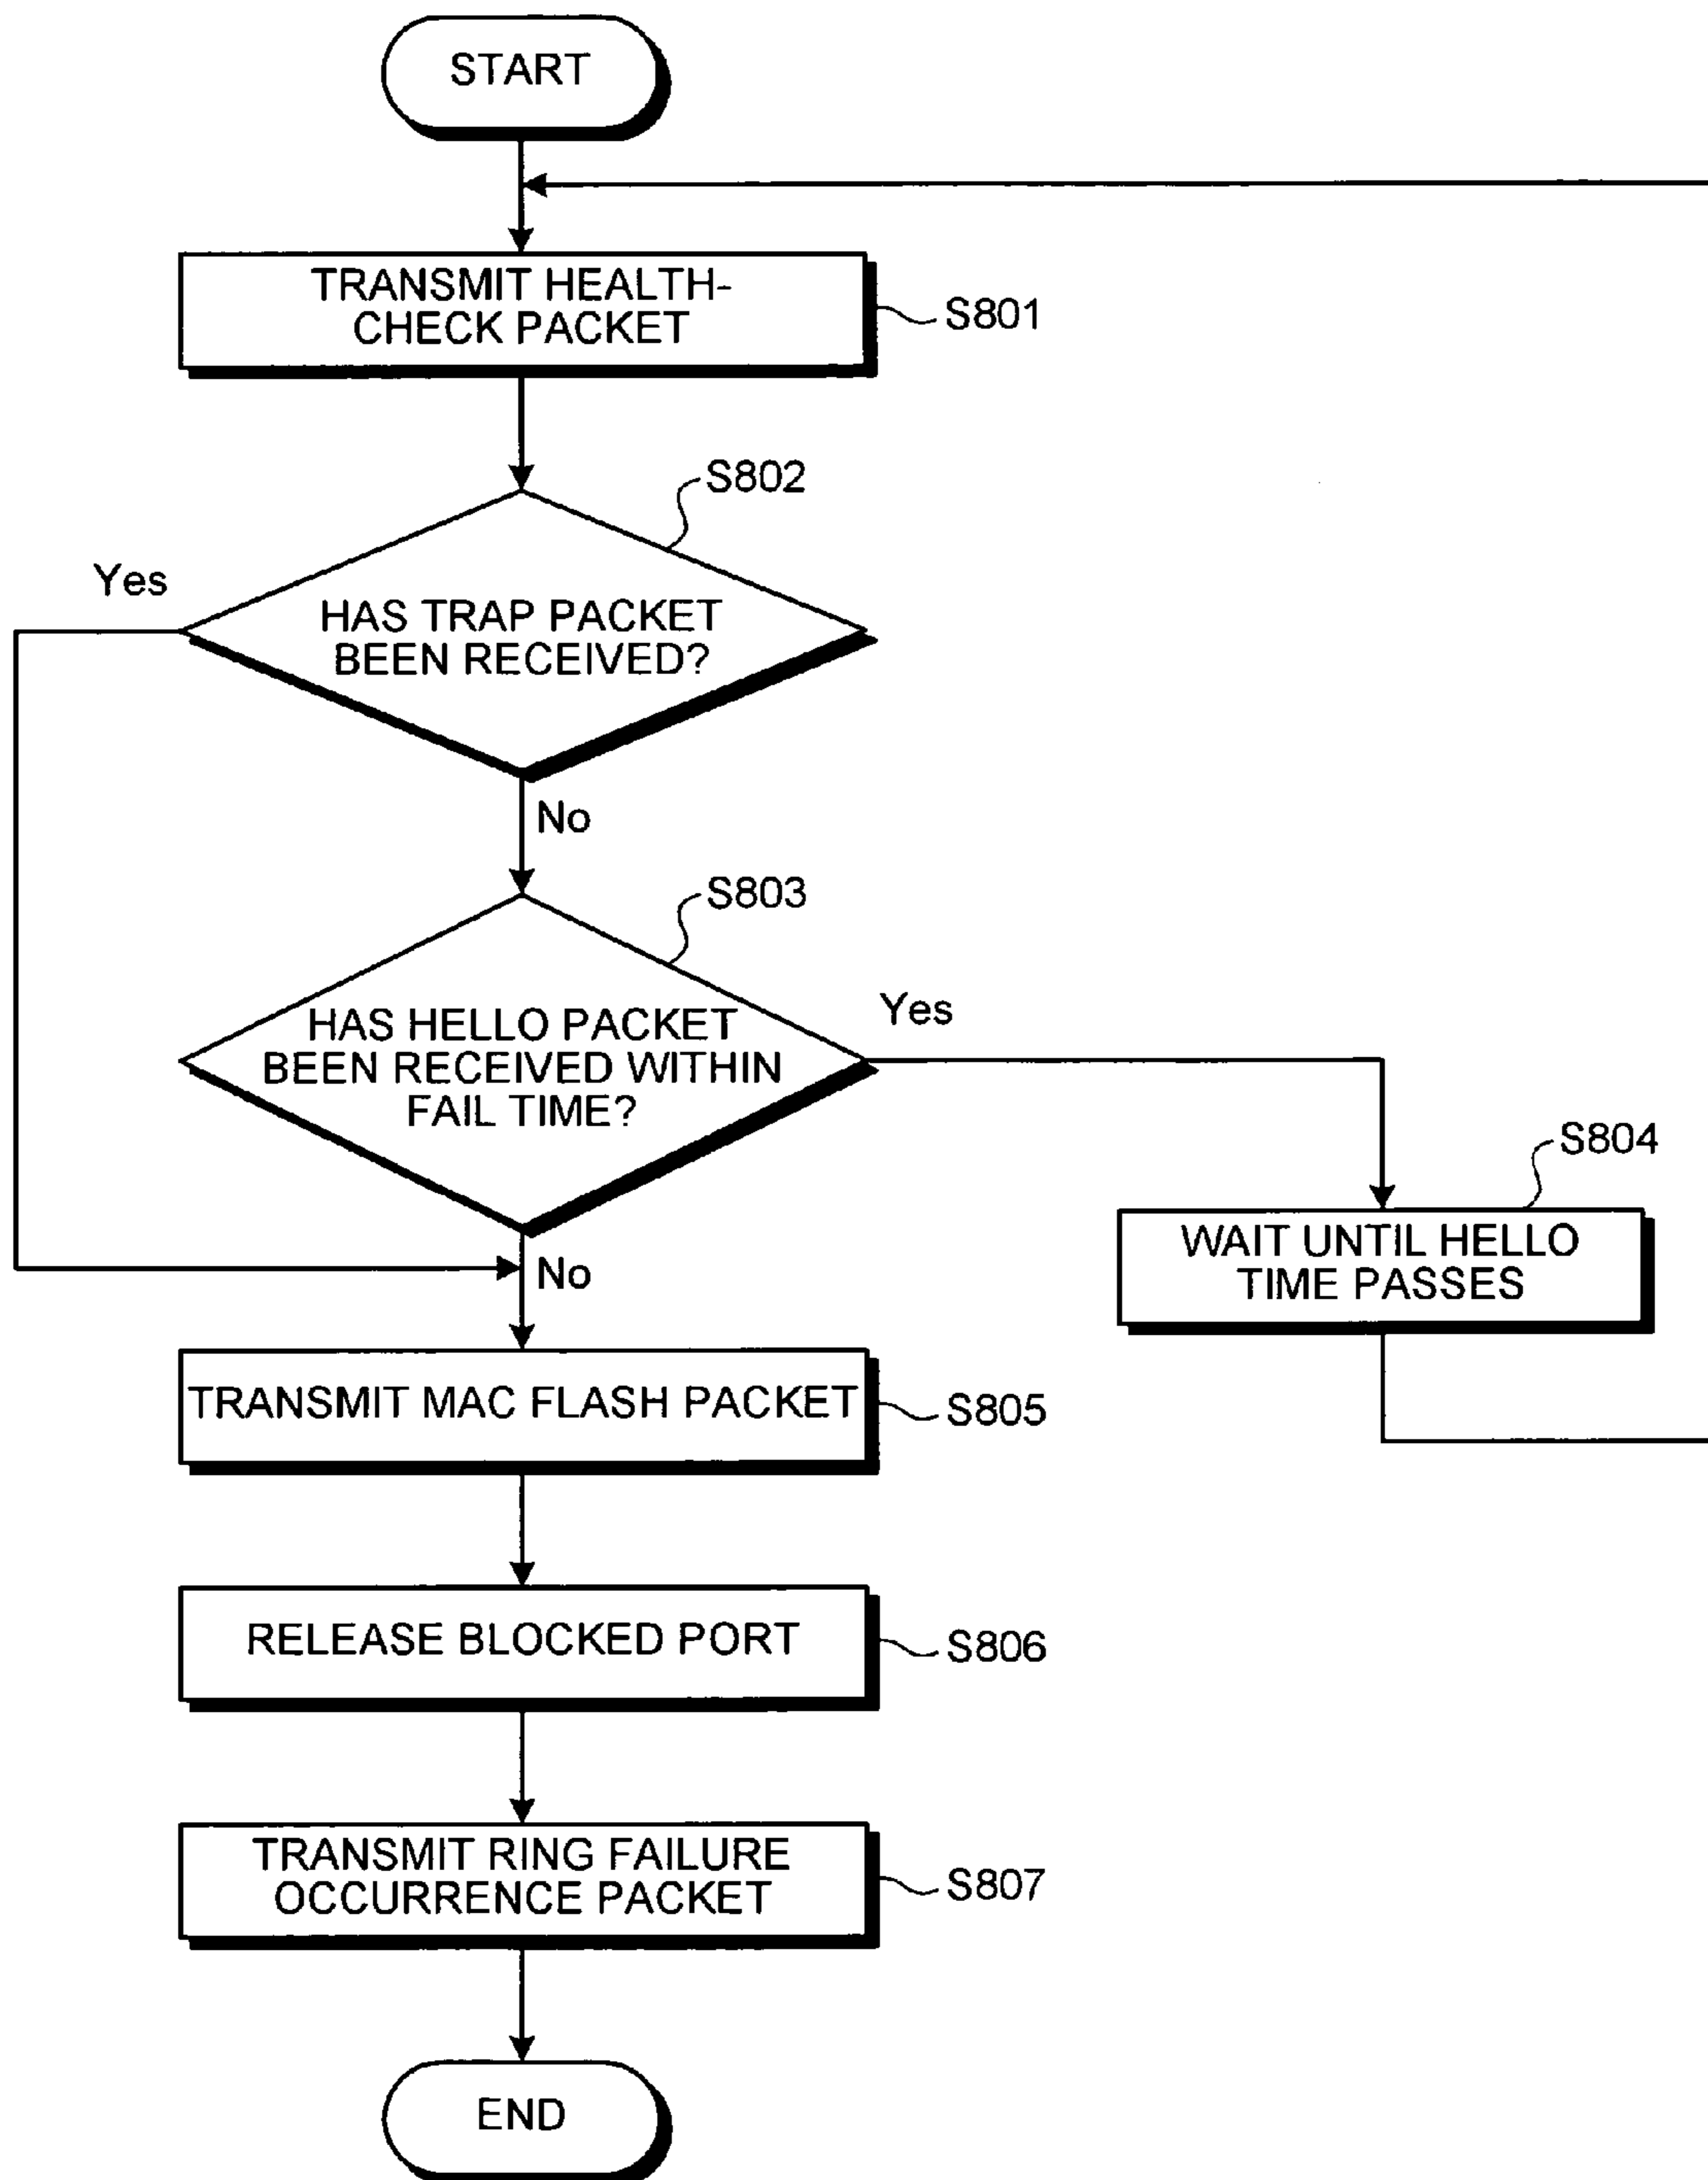 START
TRANSMIT HEALTH-
CHECK PACKET
S801
S802
Yes
HAS TRAP PACKET
BEEN RECEIVED?
No
S803
HAS HELLO PACKET
BEEN RECEIVED WITHIN
FAIL TIME?
Yes
S804
WAIT UNTIL HELLO
TIME PASSES
No
TRANSMIT MAC FLASH PACKET
S805
RELEASE BLOCKED PORT
S806
TRANSMIT RING FAILURE
OCCURRENCE PACKET
S807
END